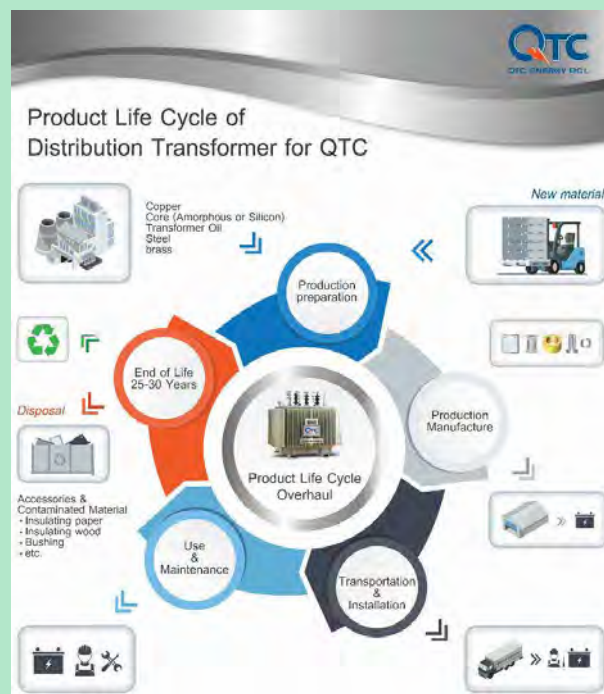 QTC
QTC ENERGY PCL.
Product Life Cycle of
Distribution Transformer for QTC
Copper
Core (Amorphous or Silicon)
Transformer Oil
Steel
brass
New material
Production
preparation
End of Life
25-30 Years
Production
Manufacture
QTC
Product Life Cycle
Overhaul
Disposal
Accessories &
Contaminated Material
• Insulating paper
• Insulating wood
• Bushing
• etc.
Use
&
Maintenance
Transportation
&
Installation